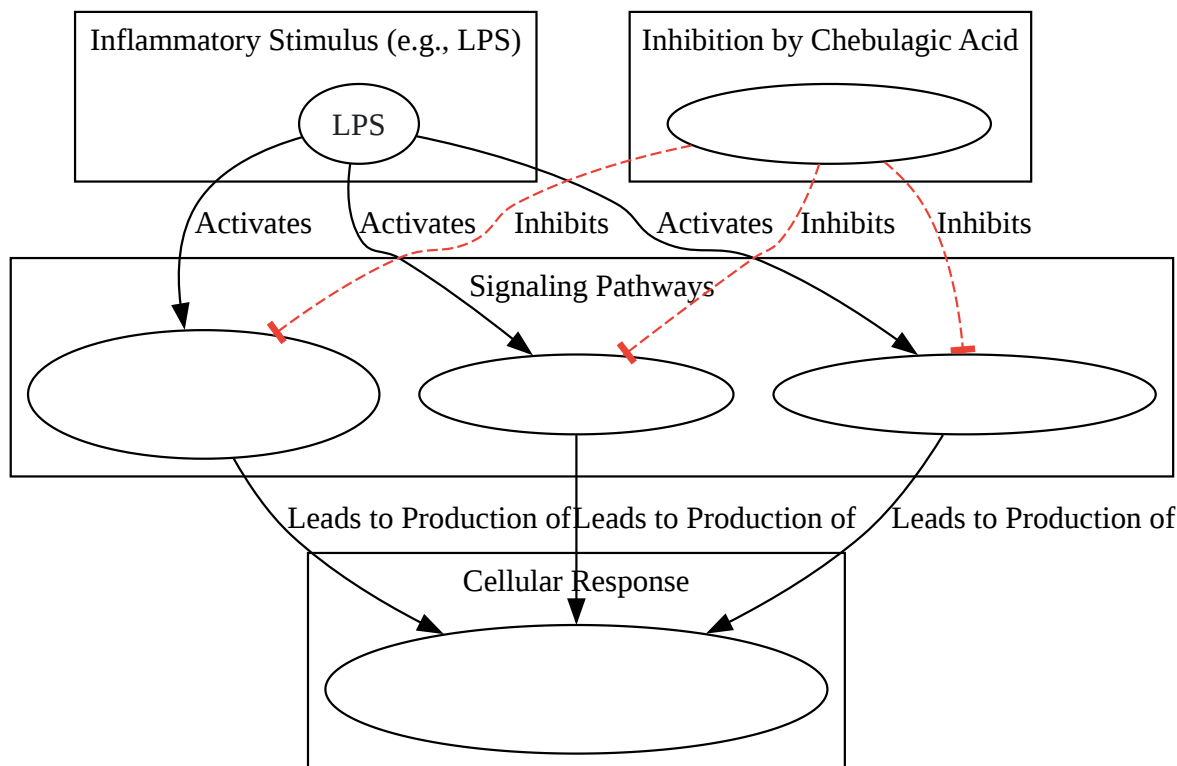 Inflammatory Stimulus (e.g., LPS)
Inhibition by Chebulagic Acid
LPS
Activates
Activates
Inhibits
Activates
Inhibits
Inhibits
Signaling Pathways
Leads to Production of
Leads to Production of
Leads to Production of
Cellular Response